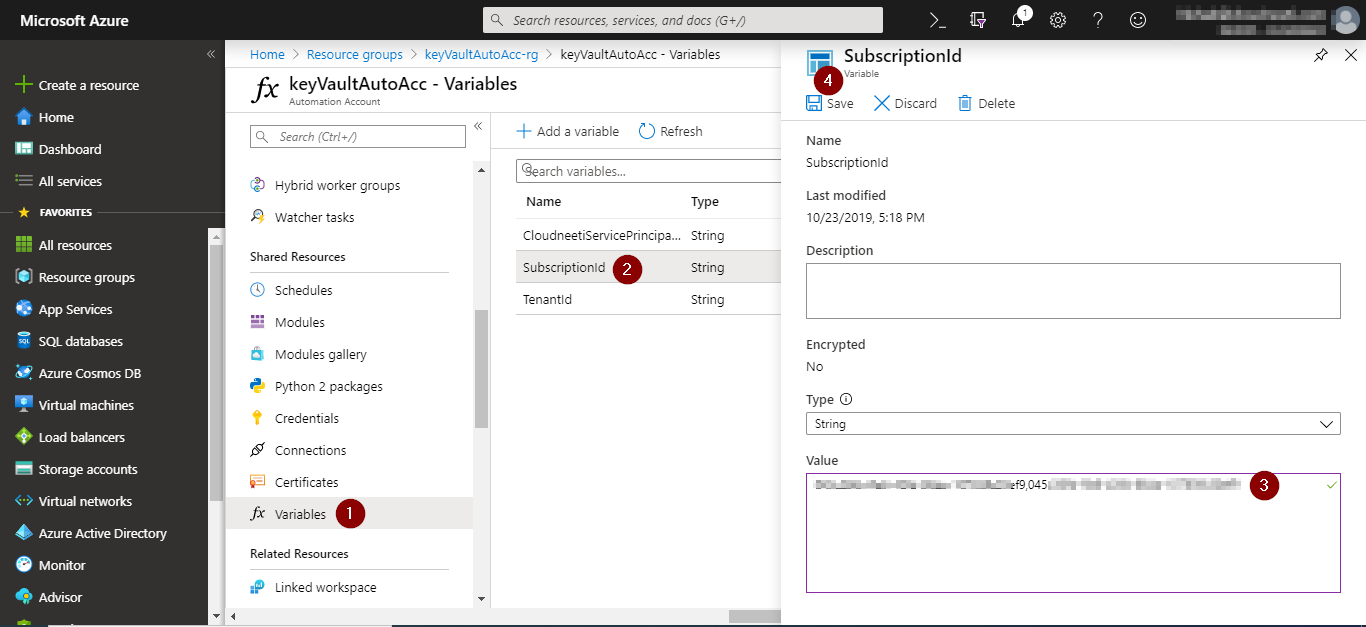 Microsoft Azure
Search resources, services, and docs (G+/)
1
Create a resource
Home
Dashboard
All services
FAVORITES
All resources
Resource groups
App Services
SQL databases
Azure Cosmos DB
Virtual machines
Load balancers
Storage accounts
Virtual networks
Azure Active Directory
Monitor
Advisor
Home > Resource groups > keyVaultAutoAcc-rg > keyVaultAutoAcc - Variables
keyVaultAutoAcc - Variables
Automation Account
Search (Ctrl+/)
Hybrid worker groups
Watcher tasks
Shared Resources
Schedules
Modules
Modules gallery
Python 2 packages
Credentials
Connections
Certificates
fx Variables 1
Related Resources
Linked workspace
Add a variable Refresh
Search variables...
Name Type
CloudneetiServicePrincipa... String
SubscriptionId 2 String
TenantId String
SubscriptionId
Variable
4
Save Discard Delete
Name
SubscriptionId
Last modified
10/23/2019, 5:18 PM
Description
Encrypted
No
Type
String
Value
ef9,045
3